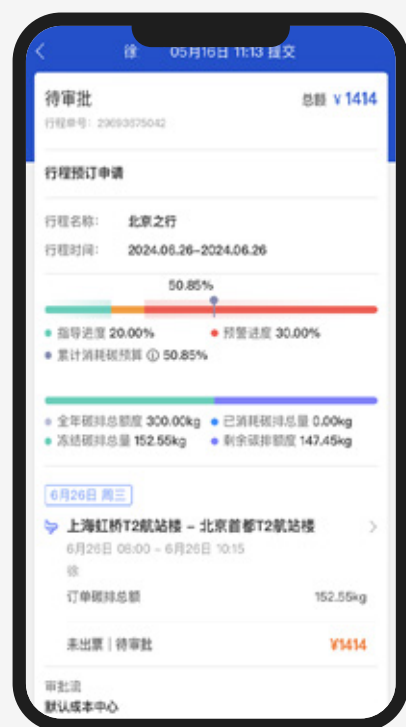 徐 05月16日 11:13 提交
待审批 总额 ¥1414
行程单号: 29693675042
行程预订申请
行程名称: 北京之行
行程时间: 2024.06.26-2024.06.26
50.85%
指导进度 20.00% 预警进度 30.00%
累计消耗碳预算 50.85%
全年碳排总额度 300.00kg 已消耗碳排总量 0.00kg
冻结碳排总量 152.55kg 剩余碳排额度 147.45kg
6月26日 周三
上海虹桥T2航站楼 - 北京首都T2航站楼
6月26日 08:00 - 6月26日 10:15
徐
订单碳排总额 152.55kg
未出票 | 待审批 ¥1414
审批流
默认成本中心